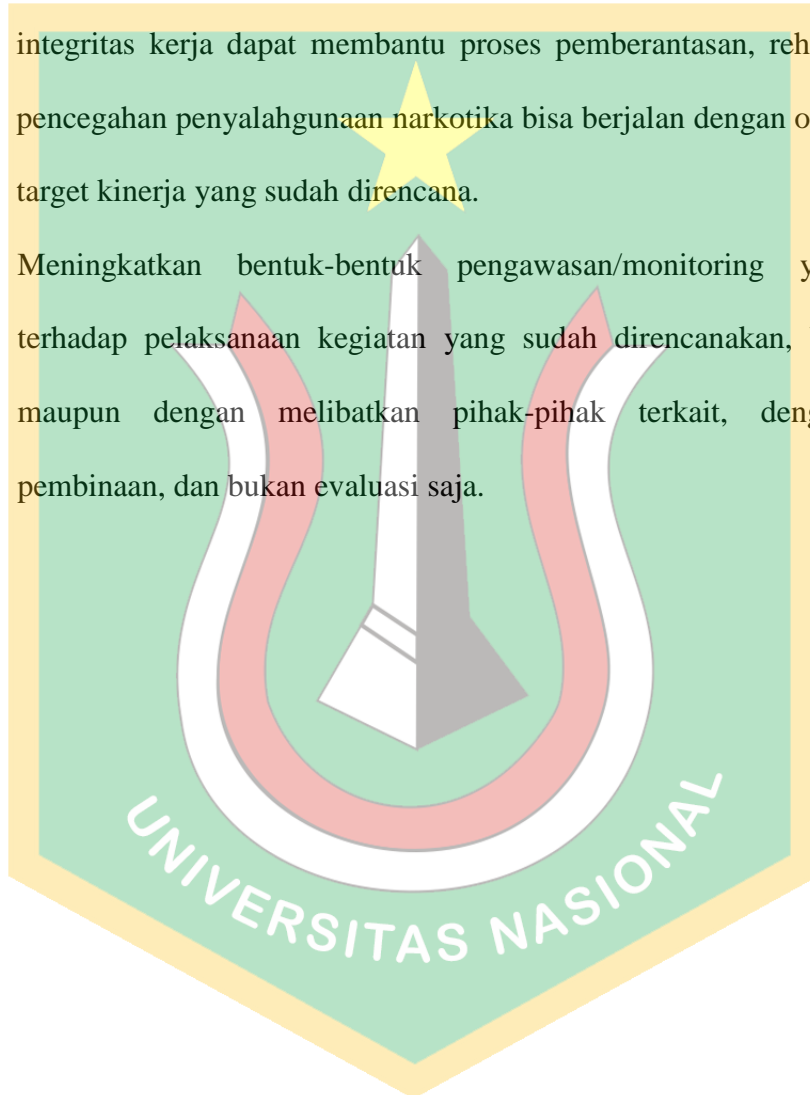 integritas kerja dapat membantu proses pemberantasan, reh
pencegahan penyalahgunaan narkotika bisa berjalan dengan o
target kinerja yang sudah direncana.
Meningkatkan bentuk-bentuk pengawasan/monitoring y
terhadap pelaksanaan kegiatan yang sudah direncanakan,
maupun dengan melibatkan pihak-pihak terkait, deng
pembinaan, dan bukan evaluasi saja.
UNIVERSITAS NASIONAL